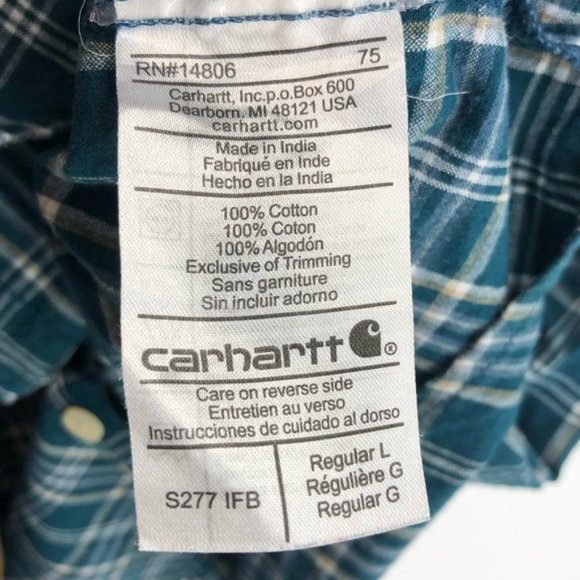 RN#14806 75
Carhartt, Inc.p.o.Box 600
Dearborn. MI 48121 USA
carhartt.com
Made in India
Fabriqué en Inde
Hecho en la India
100% Cotton
100% Coton
100% Algodón
Exclusive of Trimming
Sans garniture
Sin incluir adorno
carhartt ®
Care on reverse side
Entretien au verso
Instrucciones de cuidado al dorso
S277 IFB
Regular L
Régulière G
Regular G